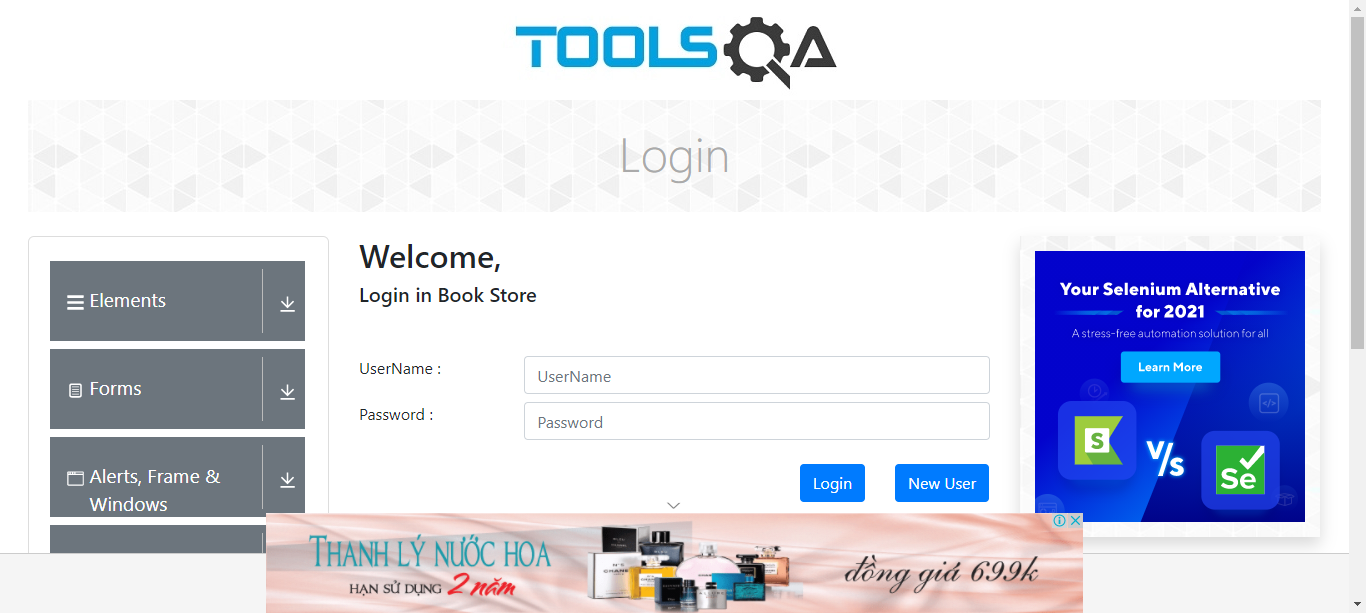 TOOLSQA
Login
Elements
Forms
Alerts, Frame &
Windows
Welcome,
Login in Book Store
UserName :
UserName
Password :
Password
Login
New User
Your Selenium Alternative
for 2021
A stress-free automation solution for all
Learn More
S
V/S
Se
THANH LÝ NƯỚC HOA
HẠN SỬ DỤNG 2 năm
đồng giá 699k